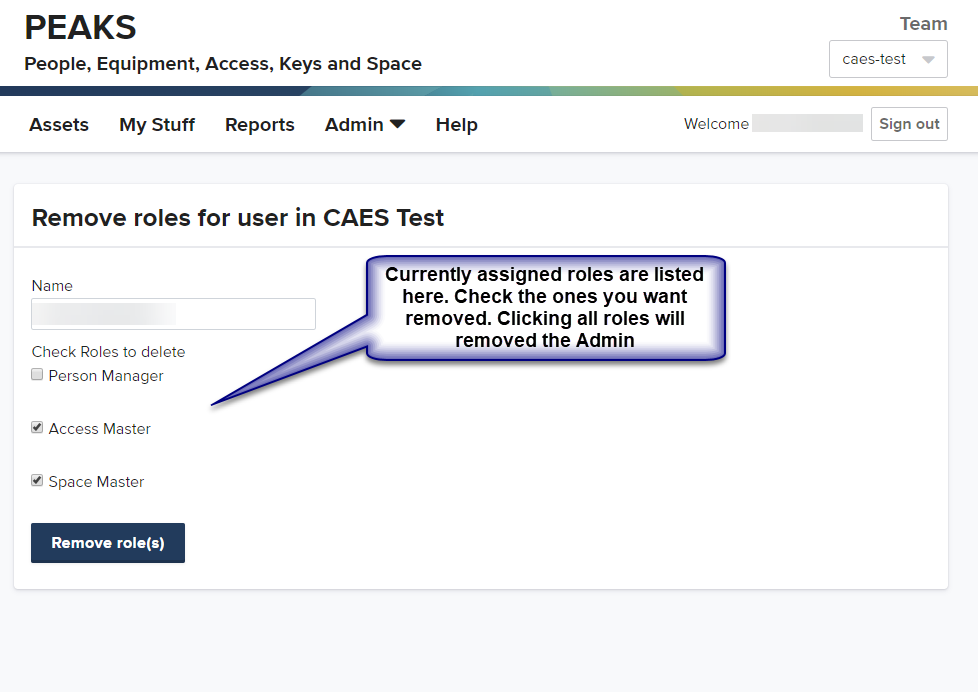 PEAKS
People, Equipment, Access, Keys and Space
Team
caes-test
Assets My Stuff Reports Admin Help
Welcome
Sign out
Remove roles for user in CAES Test
Name
Currently assigned roles are listed
here. Check the ones you want
removed. Clicking all roles will
removed the Admin
Check Roles to delete
Person Manager
Access Master
Space Master
Remove role(s)